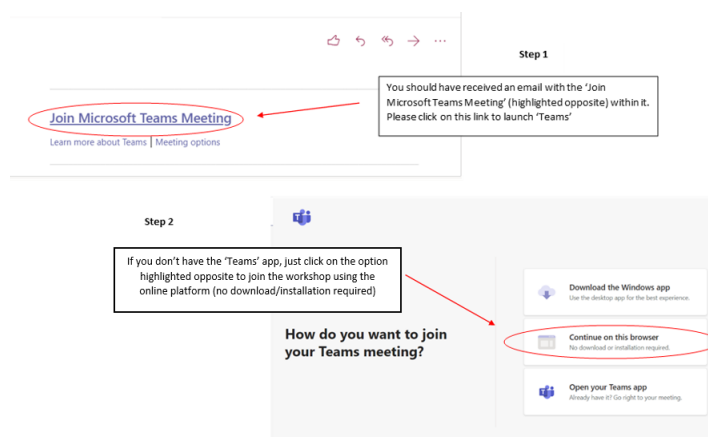 Step 1
You should have received an email with the ‘Join
Microsoft Teams Meeting’ (highlighted opposite) within it.
Please click on this link to launch ‘Teams’
Join Microsoft Teams Meeting
Learn more about Teams | Meeting options
Step 2
If you don’t have the ‘Teams’ app, just click on the option
highlighted opposite to join the workshop using the
online platform (no download/installation required)
How do you want to join
your Teams meeting?
Download the Windows app
Use the desktop app for the best experience.
Continue on this browser
No download or installation required.
Open your Teams app
Already have it? Go right to your meeting.